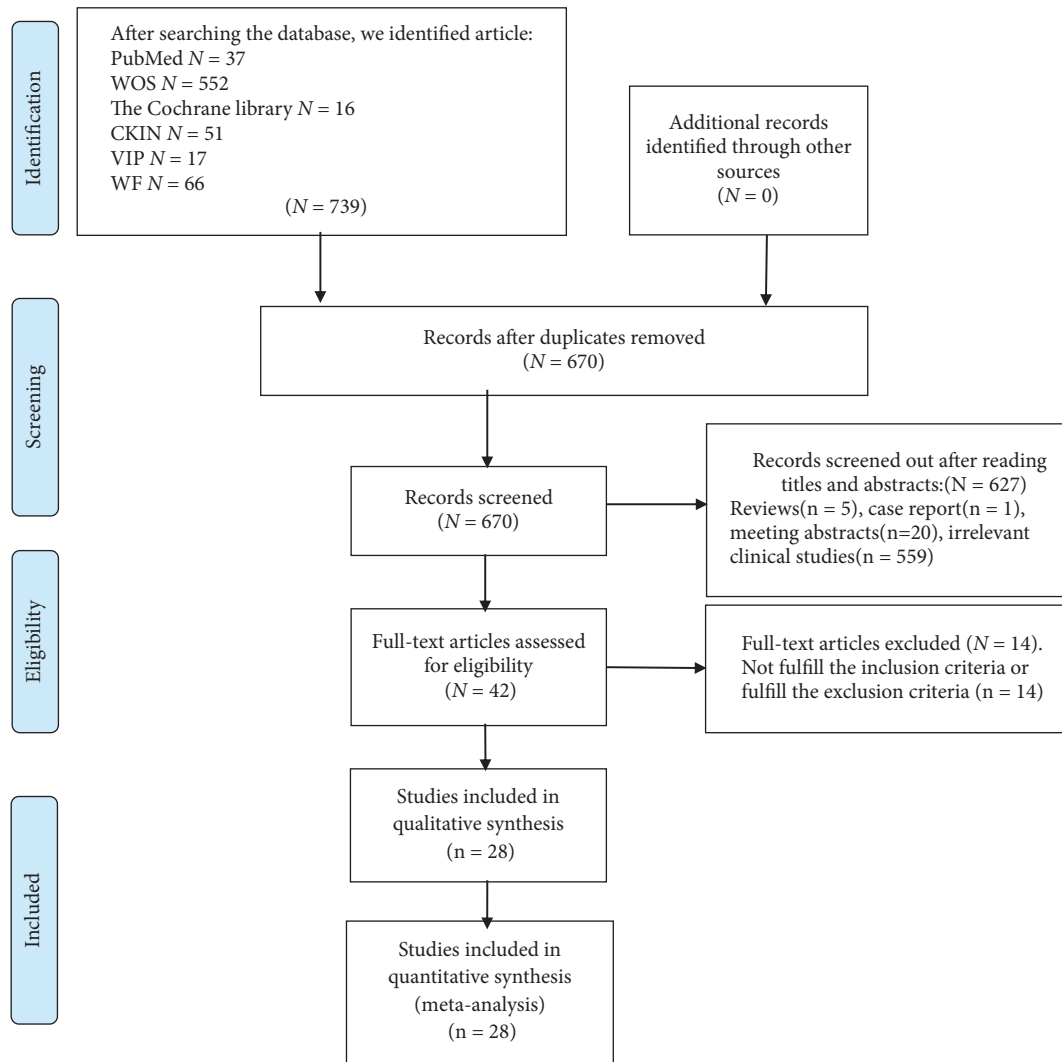 Identification
After searching the database, we identified article:
PubMed N = 37
WOS N = 552
The Cochrane library N = 16
CKIN N = 51
VIP N = 17
WF N = 66
(N = 739)
Additional records
identified through other
sources
(N = 0)
Screening
Records after duplicates removed
(N = 670)
Records screened
(N = 670)
Records screened out after reading
titles and abstracts:(N = 627)
Reviews(n = 5), case report(n = 1),
meeting abstracts(n=20), irrelevant
clinical studies(n = 559)
Eligibility
Full-text articles assessed
for eligibility
(N = 42)
Full-text articles excluded (N = 14).
Not fulfill the inclusion criteria or
fulfill the exclusion criteria (n = 14)
Included
Studies included in
qualitative synthesis
(n = 28)
Studies included in
quantitative synthesis
(meta-analysis)
(n = 28)